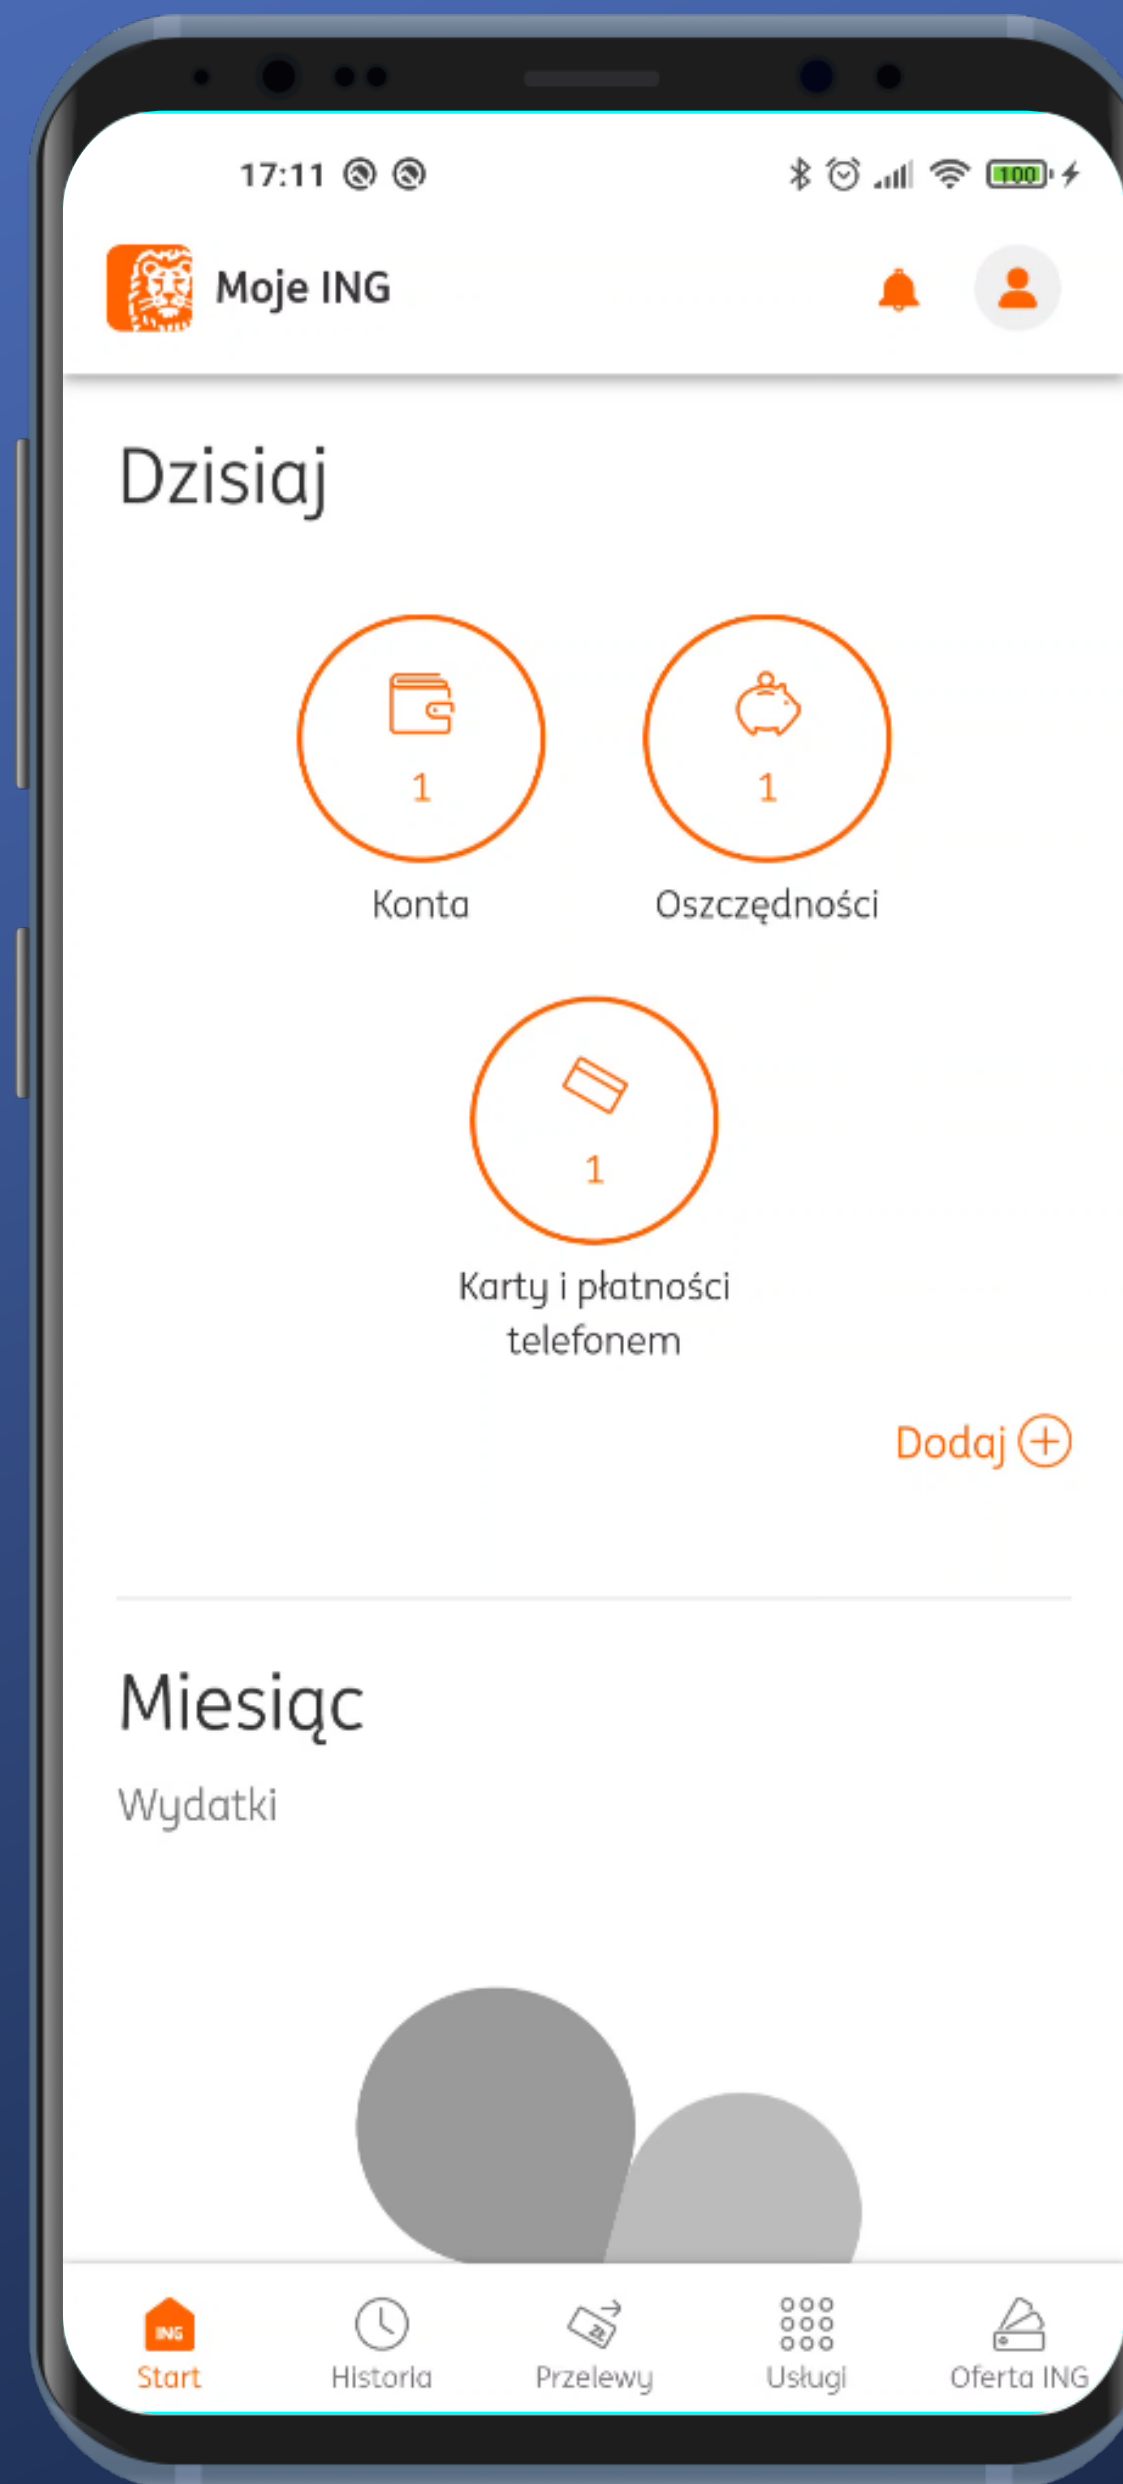 17:11 100
Moje ING
Dzisiaj
1 1
Konta Oszczędności
1
Karty i płatności
telefonem
Dodaj
Miesiąc
Wydatki
ING ZŁ
Start Historia Przelewy Usługi Oferta ING